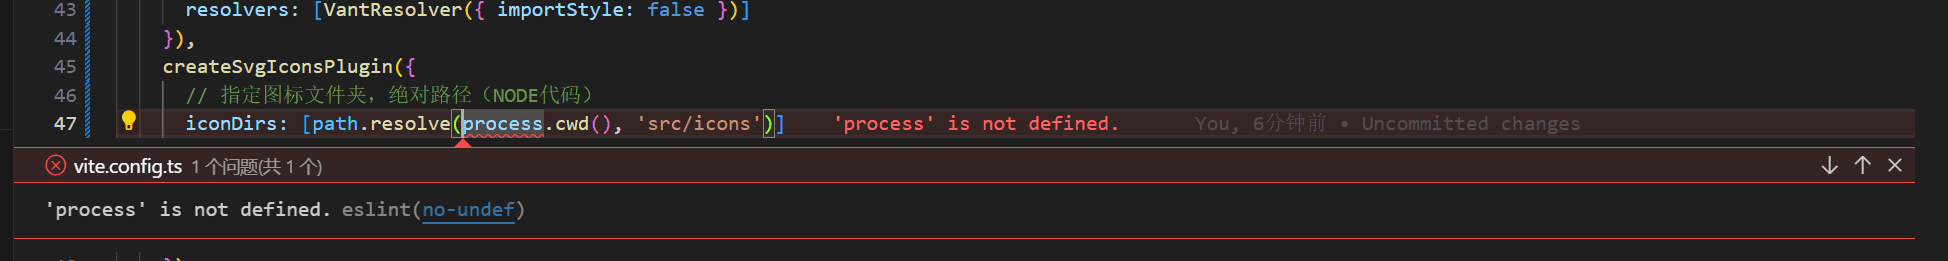 43 resolvers: [VantResolver({ importStyle: false })]
44 }),
45 createSvgIconsPlugin({
46 // 指定图标文件夹，绝对路径（NODE代码）
47 iconDirs: [path.resolve(process.cwd(), 'src/icons')] 'process' is not defined. You, 6分钟前 • Uncommitted changes
vite.config.ts 1 个问题(共 1 个)
'process' is not defined. eslint(no-undef)